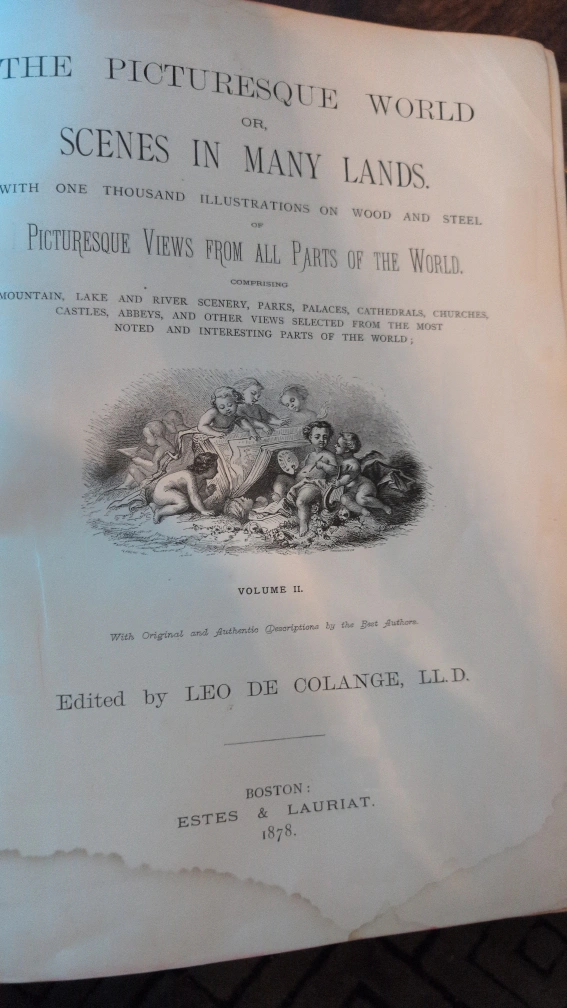 THE PICTURESQUE WORLD
OR,
SCENES IN MANY LANDS.
WITH ONE THOUSAND ILLUSTRATIONS ON WOOD AND STEEL
OF
PICTURESQUE VIEWS FROM ALL PARTS OF THE WORLD.
COMPRISING
MOUNTAIN, LAKE AND RIVER SCENERY, PARKS, PALACES, CATHEDRALS, CHURCHES,
CASTLES, ABBEYS, AND OTHER VIEWS SELECTED FROM THE MOST
NOTED AND INTERESTING PARTS OF THE WORLD;
VOLUME II.
With Original and Authentic Descriptions by the Best Authors.
Edited by LEO DE COLANGE, LL.D.
BOSTON:
ESTES & LAURIAT.
1878.